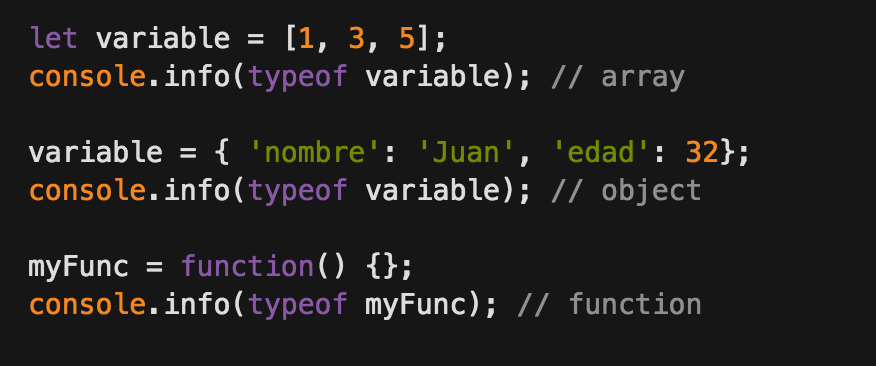 let variable = [1, 3, 5];
console.info(typeof variable); // array
variable = { 'nombre': 'Juan', 'edad': 32};
console.info(typeof variable); // object
myFunc = function() {};
console.info(typeof myFunc); // function